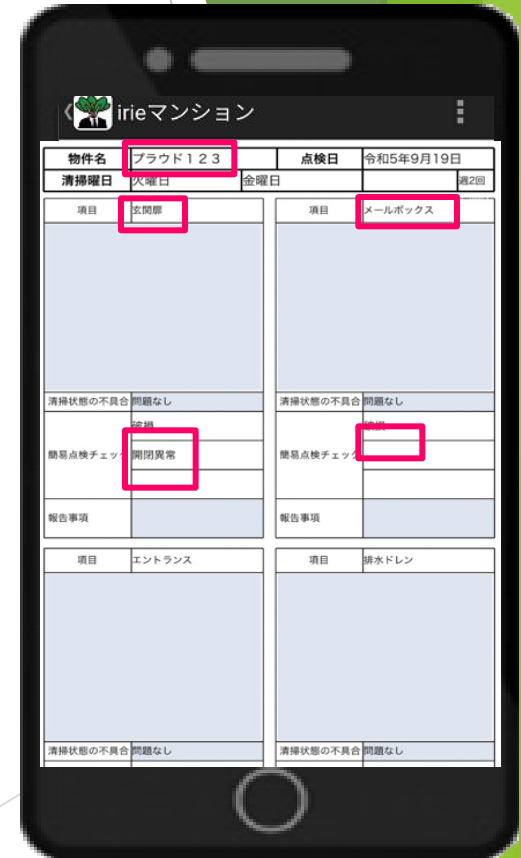 irieマンション
物件名 プラウド１２３ 点検日 令和5年9月19日
清掃曜日 火曜日 金曜日 週2回
項目 玄関扉
清掃状態の不具合 問題なし
破損
簡易点検チェック 開閉異常
報告事項
項目 メールボックス
清掃状態の不具合 問題なし
破損
簡易点検チェック
報告事項
項目 エントランス
清掃状態の不具合 問題なし
項目 排水ドレン
清掃状態の不具合 問題なし